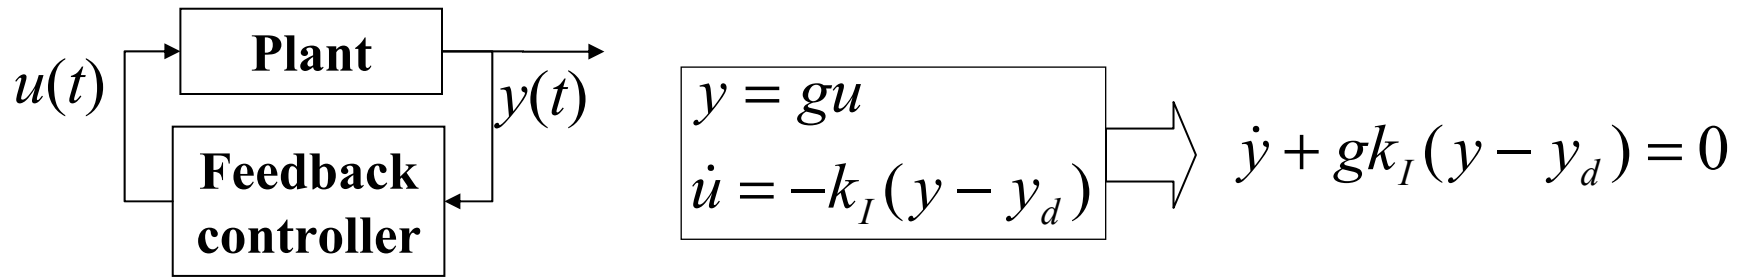 Plant
u(t)
y(t)
Feedback
controller
y = gu
u̇ = −k_I(y − y_d)
ẏ + gk_I(y − y_d) = 0